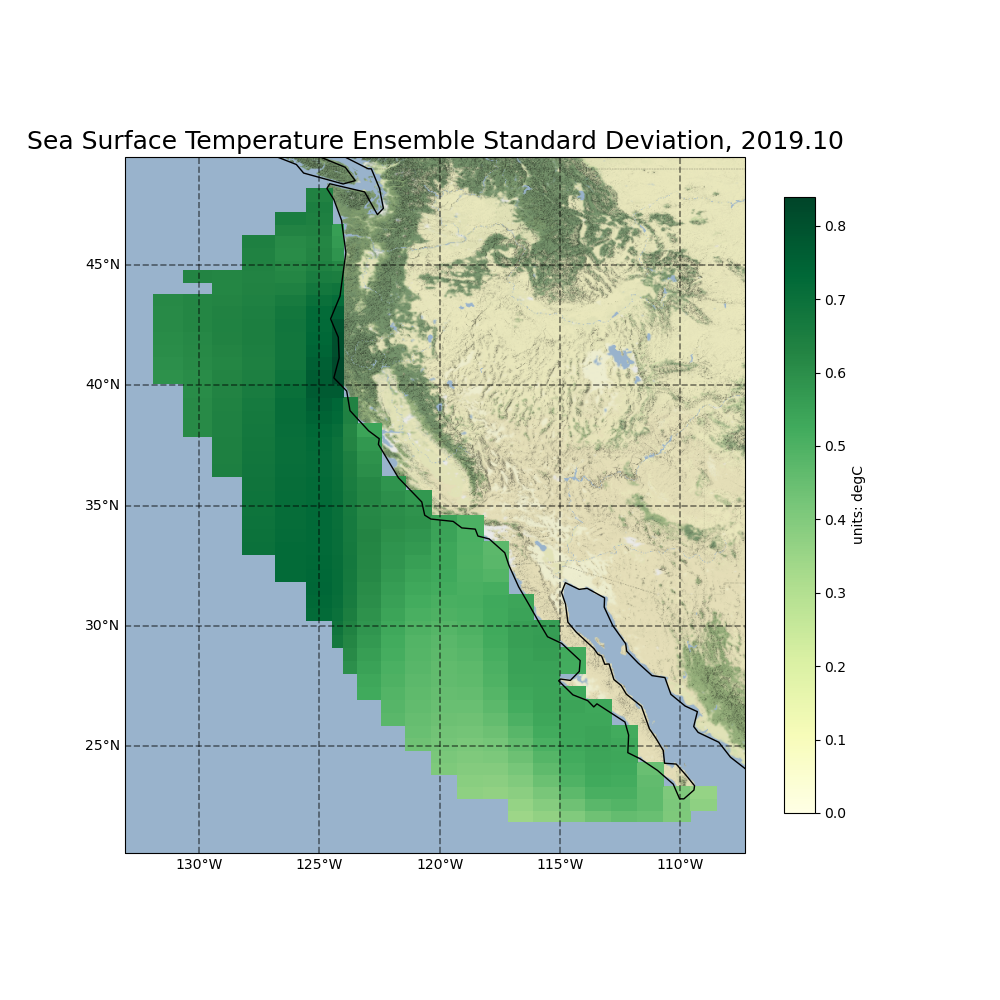 Sea Surface Temperature Ensemble Standard Deviation, 2019.10
45°N
40°N
35°N
30°N
25°N
130°W
125°W
120°W
115°W
110°W
0.8
0.7
0.6
0.5
0.4
0.3
0.2
0.1
0.0
units: degC